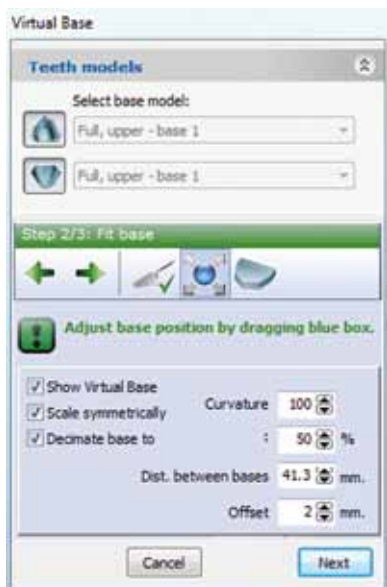 Virtual Base
Teeth models
Select base model:
Full, upper - base 1
Full, upper - base 1
Step 2/3: Fit base
Adjust base position by dragging blue box.
Show Virtual Base
Scale symmetrically
Curvature 100
Decimate base to : 50 %
Dist. between bases 41.3 mm.
Offset 2 mm.
Cancel Next